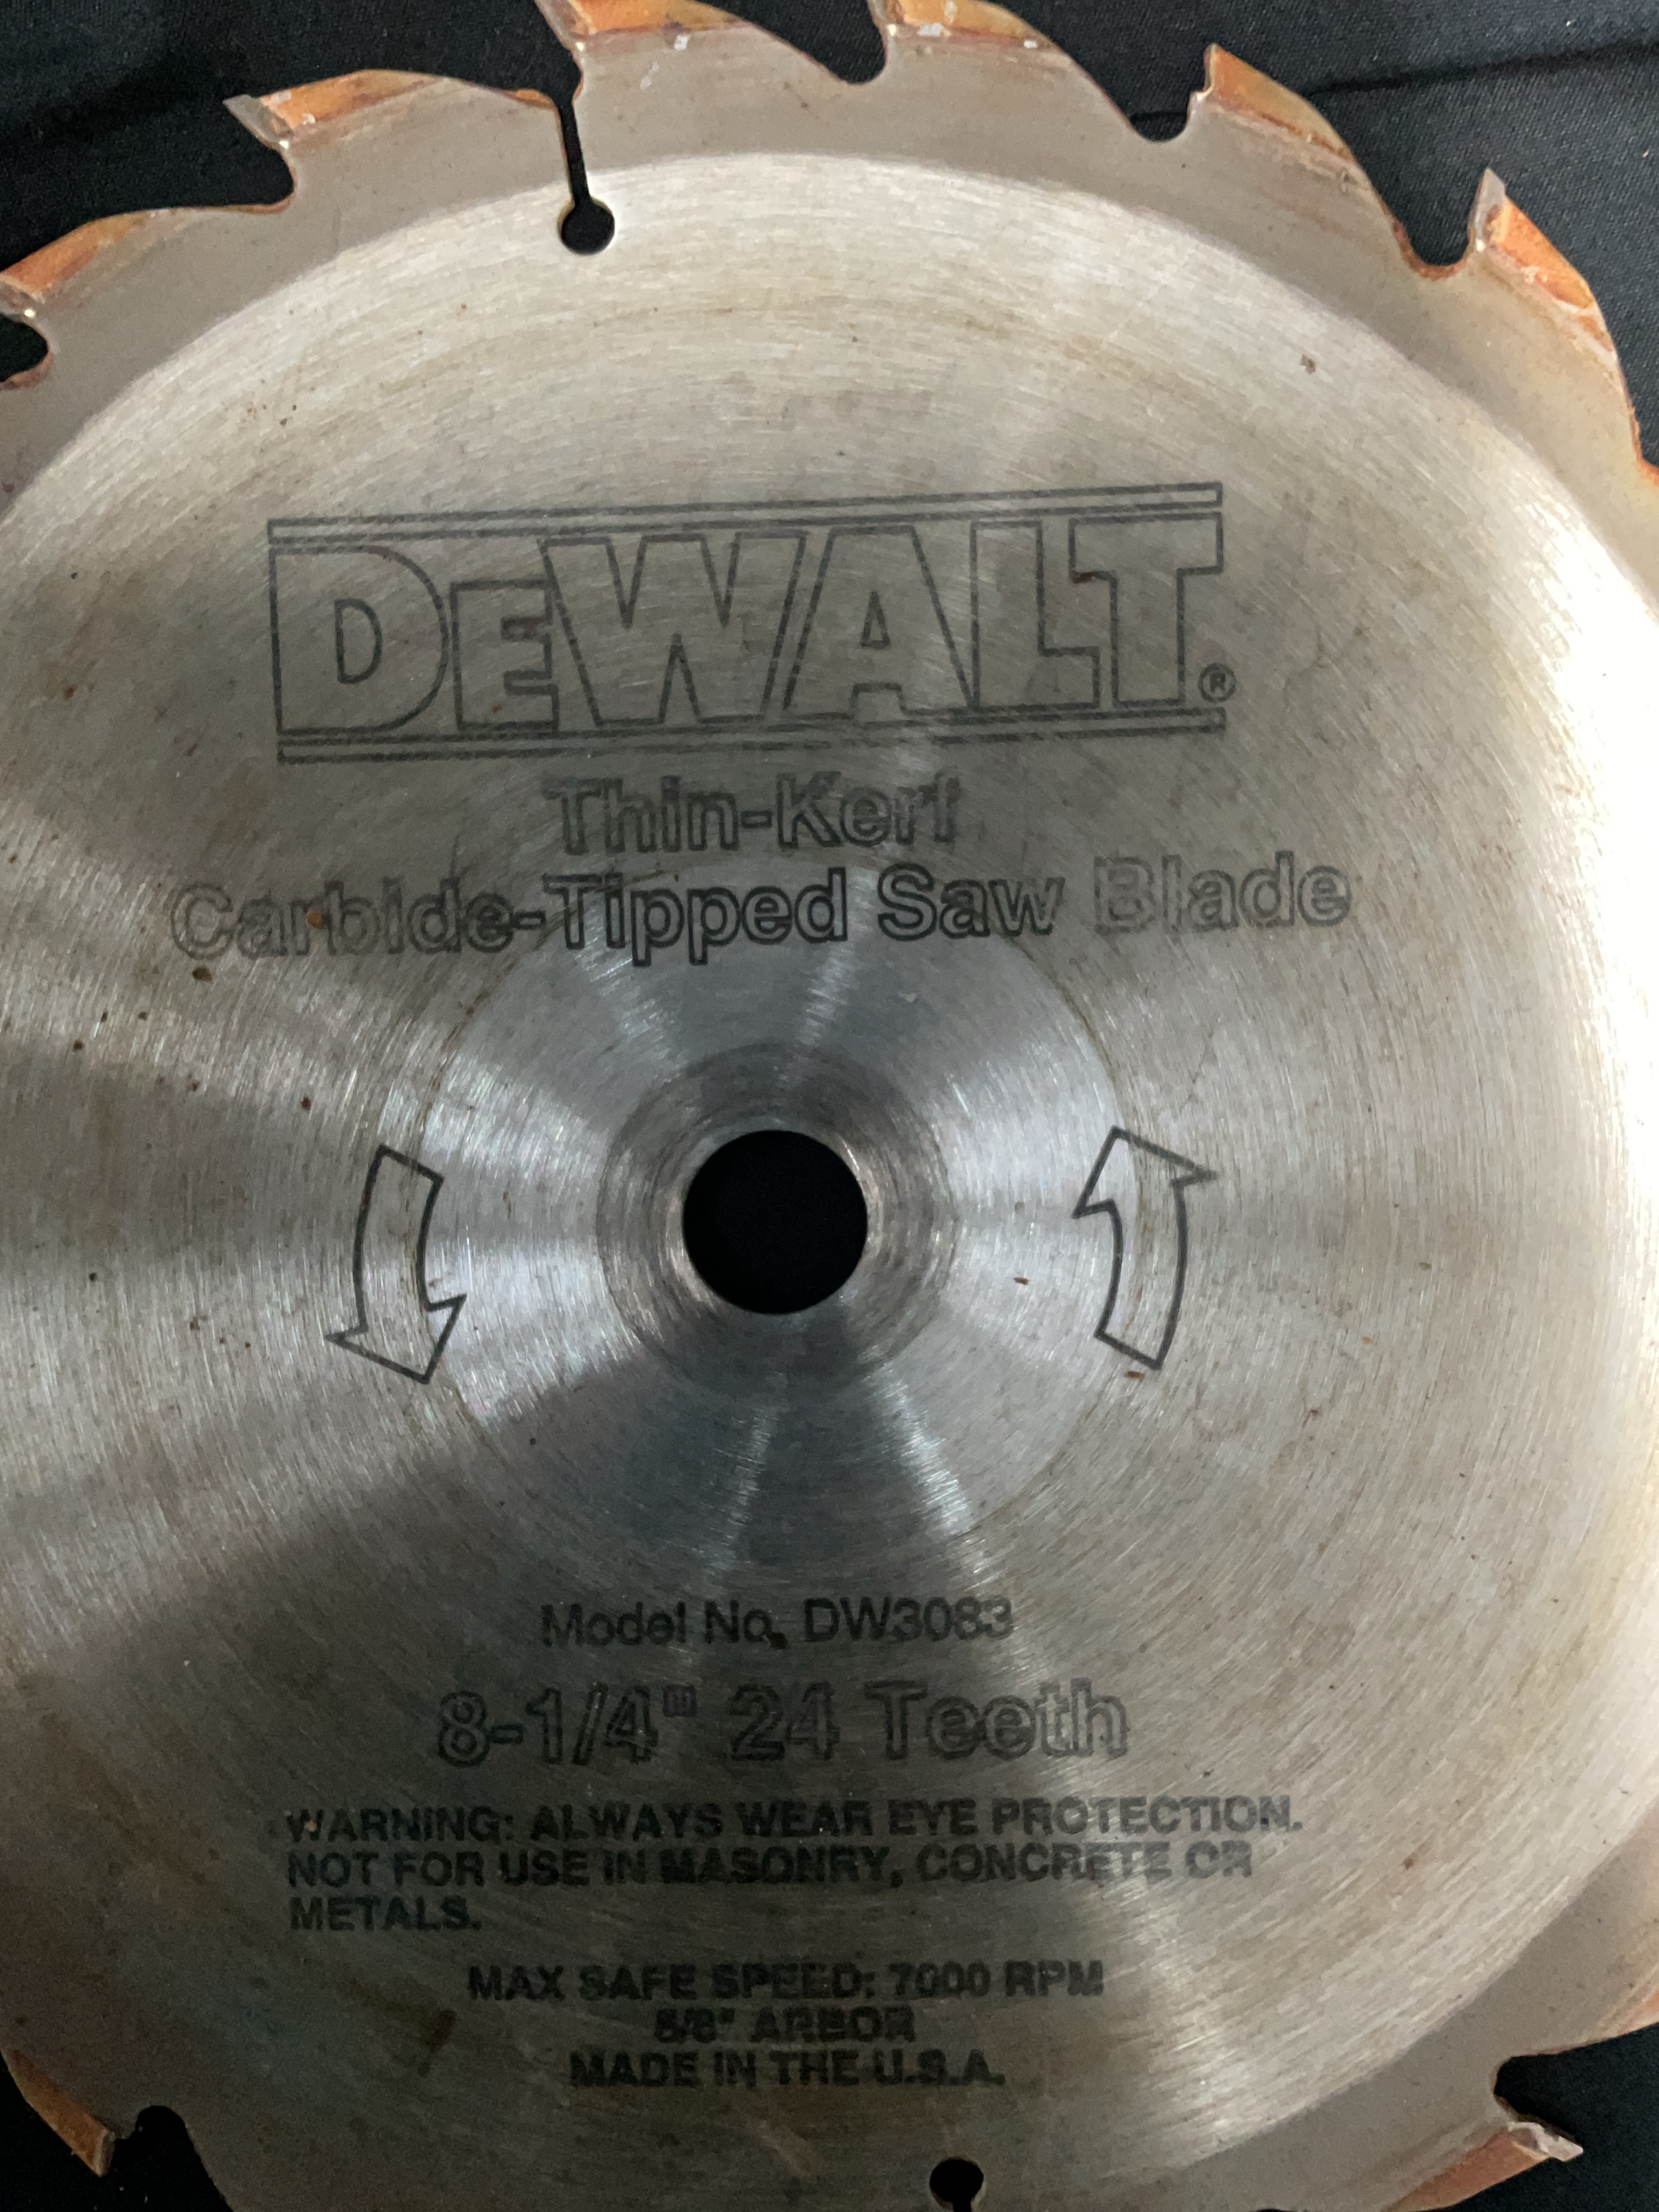 DEWALT®
Thin-Kerf
Carbide-Tipped Saw Blade
Model No. DW3083
8-1/4" 24 Teeth
WARNING: ALWAYS WEAR EYE PROTECTION.
NOT FOR USE IN MASONRY, CONCRETE OR
METALS.
MAX SAFE SPEED: 7000 RPM
5/8" ARBOR
MADE IN THE U.S.A.